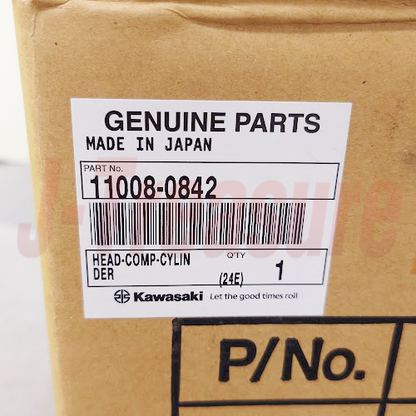 GENUINE PARTS
MADE IN JAPAN
PART No.
11008-0842
HEAD-COMP-CYLIN
DER
Q'TY
(24E)
1
Kawasaki Let the good times roll
P/No.